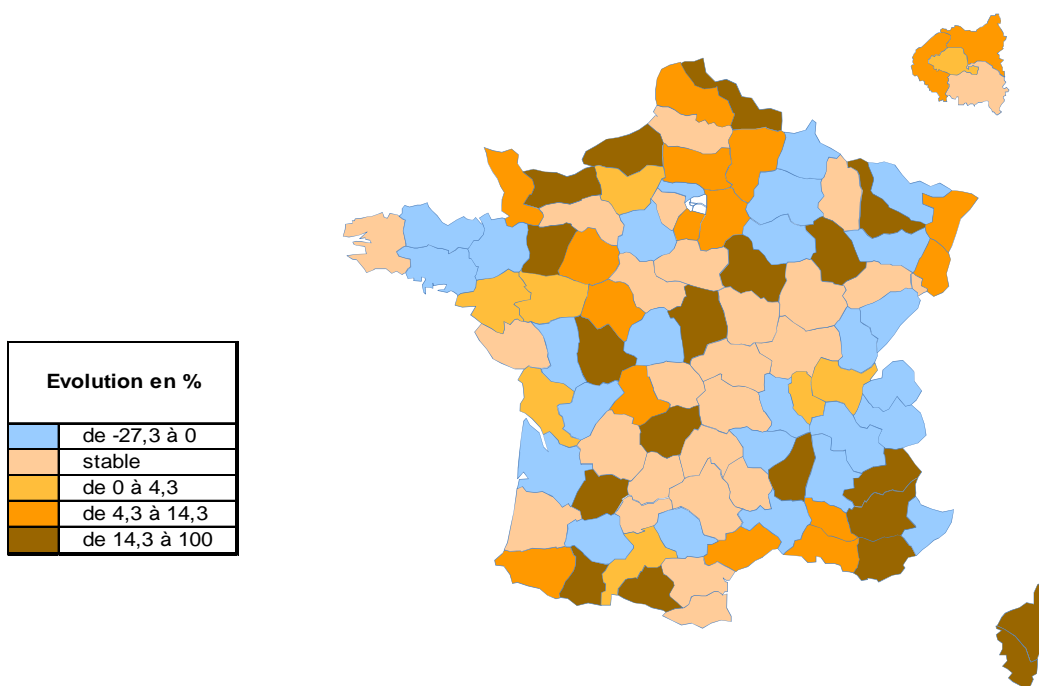 Evolution en %
de -27,3 à 0
stable
de 0 à 4,3
de 4,3 à 14,3
de 14,3 à 100